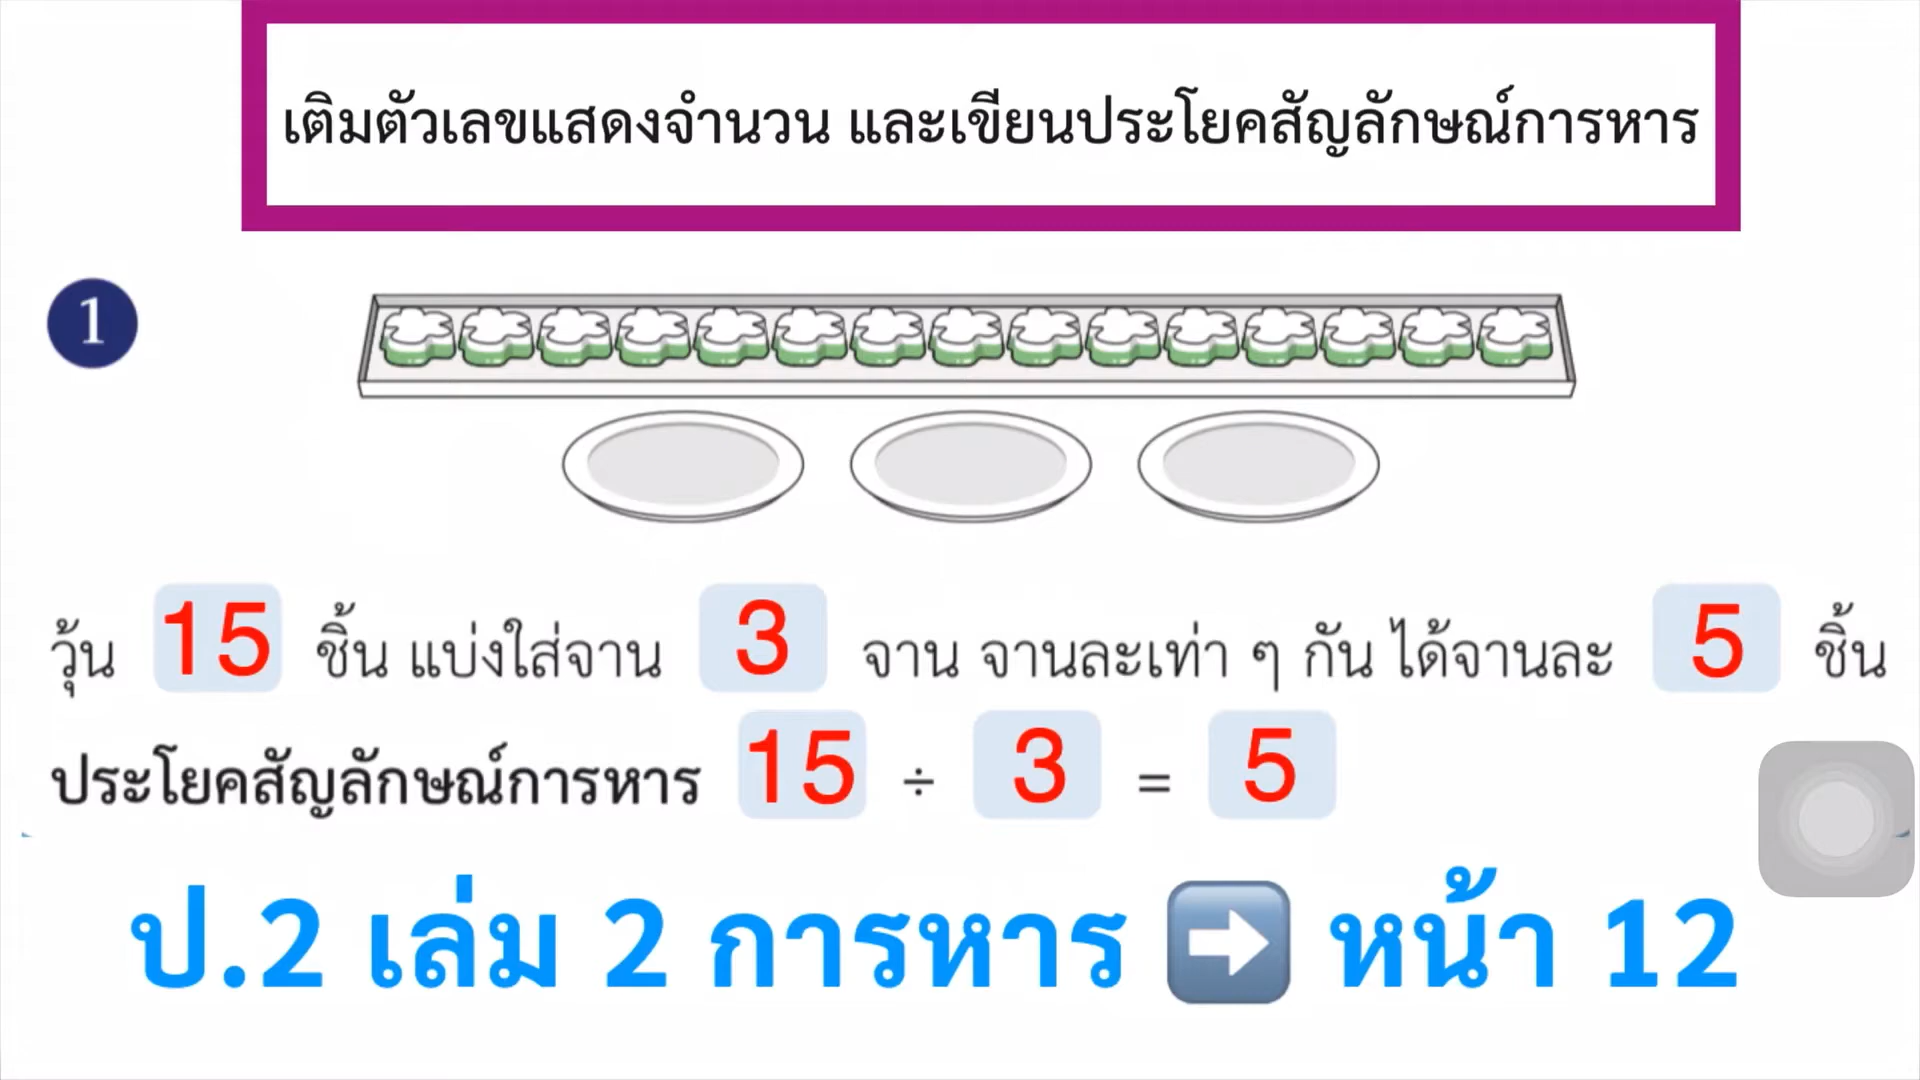 เติมตัวเลขแสดงจำนวน และเขียนประโยคสัญลักษณ์การหาร
1
วุ้น 15 ชิ้น แบ่งใส่จาน 3 จาน จานละเท่า ๆ กัน ได้จานละ 5 ชิ้น
ประโยคสัญลักษณ์การหาร 15 ÷ 3 = 5
ป.2 เล่ม 2 การหาร ➡ หน้า 12